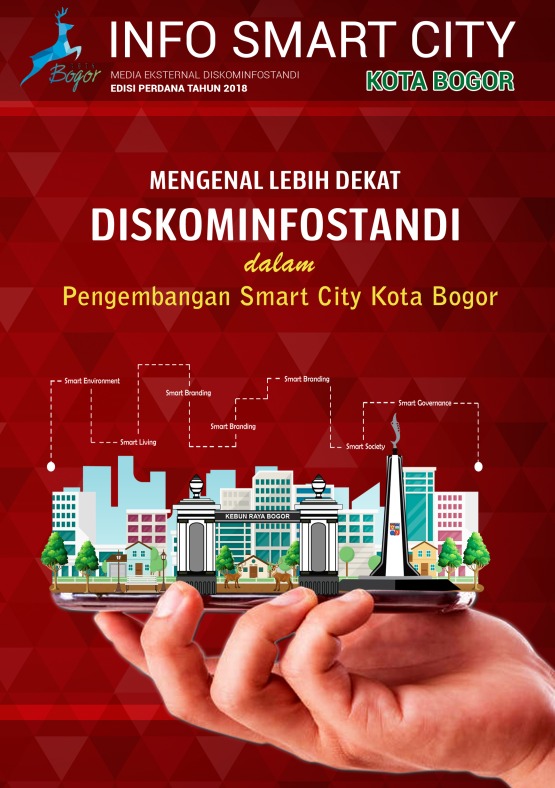 INFO SMART CITY
Bogor
MEDIA EKSTERNAL DISKOMINFOSTANDI
EDISI PERDANA TAHUN 2018
KOTA BOGOR
MENGENAL LEBIH DEKAT
DISKOMINFOSTANDI
dalam
Pengembangan Smart City Kota Bogor
Smart Environment
Smart Branding
Smart Branding
Smart Governance
Smart Branding
Smart Living
Smart Society
KEBUN RAYA BOGOR